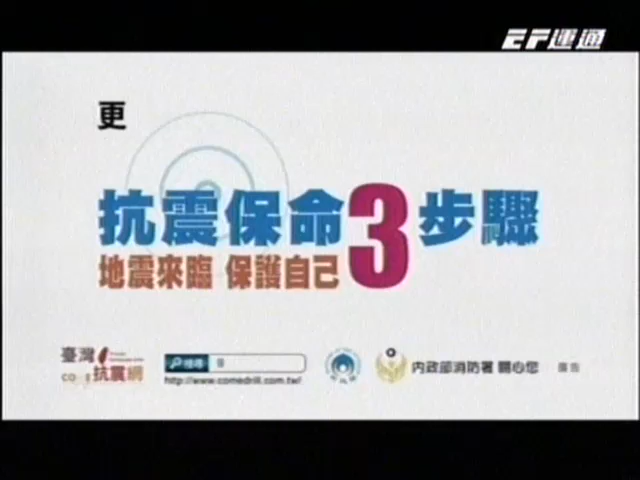 EF運通
更
抗震保命3步驟
地震來臨 保護自己
臺灣
抗震網
搜尋
http://www.comedrill.com.tw/
內政部消防署 關心您
廣告